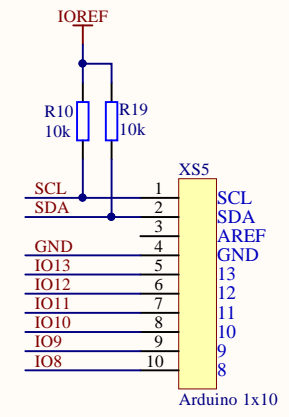 IOREF
R10 R19
10k 10k
XS5
SCL 1 SCL
SDA 2 SDA
3 AREF
GND 4 GND
IO13 5 13
IO12 6 12
IO11 7 11
IO10 8 10
IO9 9 9
IO8 10 8
Arduino 1x10